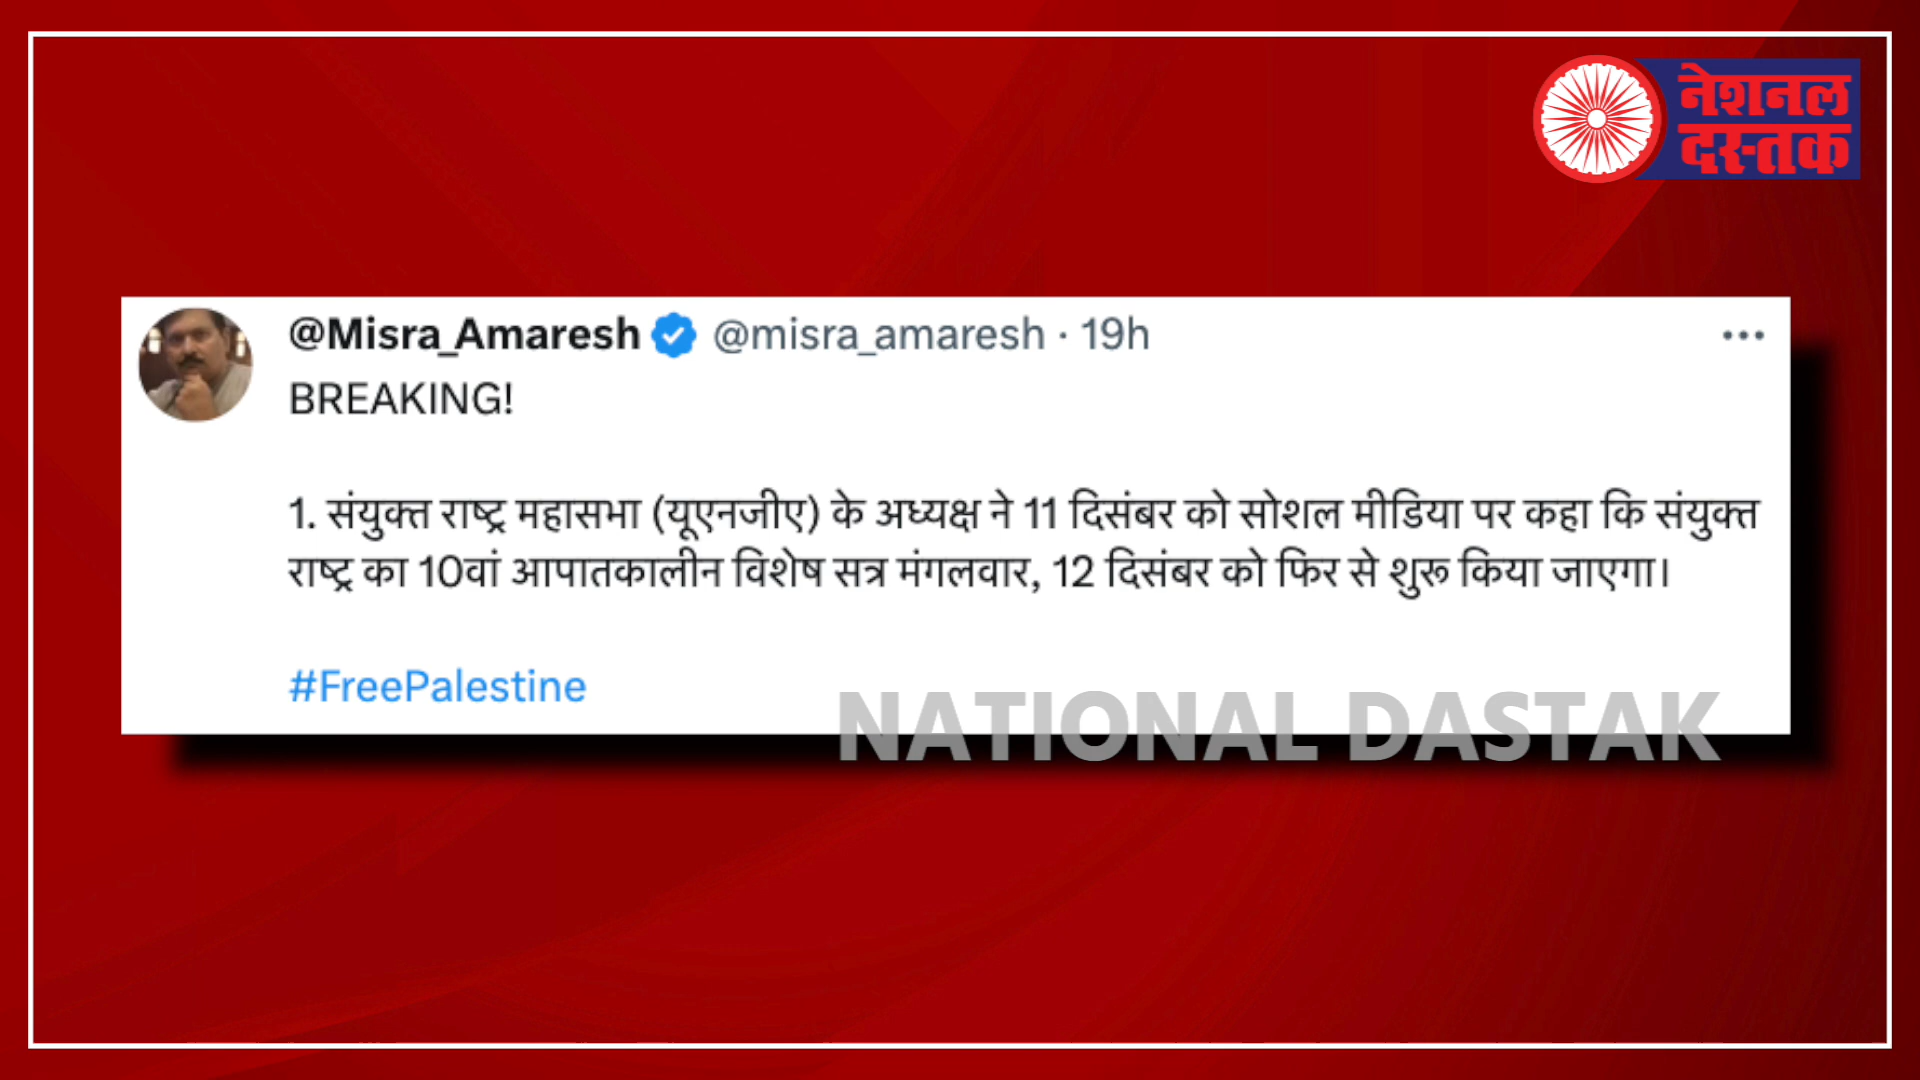 नेशनल
दस्तक
@Misra_Amaresh @misra_amaresh · 19h
BREAKING!
1. संयुक्त राष्ट्र महासभा (यूएनजीए) के अध्यक्ष ने 11 दिसंबर को सोशल मीडिया पर कहा कि संयुक्त
राष्ट्र का 10वां आपातकालीन विशेष सत्र मंगलवार, 12 दिसंबर को फिर से शुरू किया जाएगा।
#FreePalestine
NATIONAL DASTAK